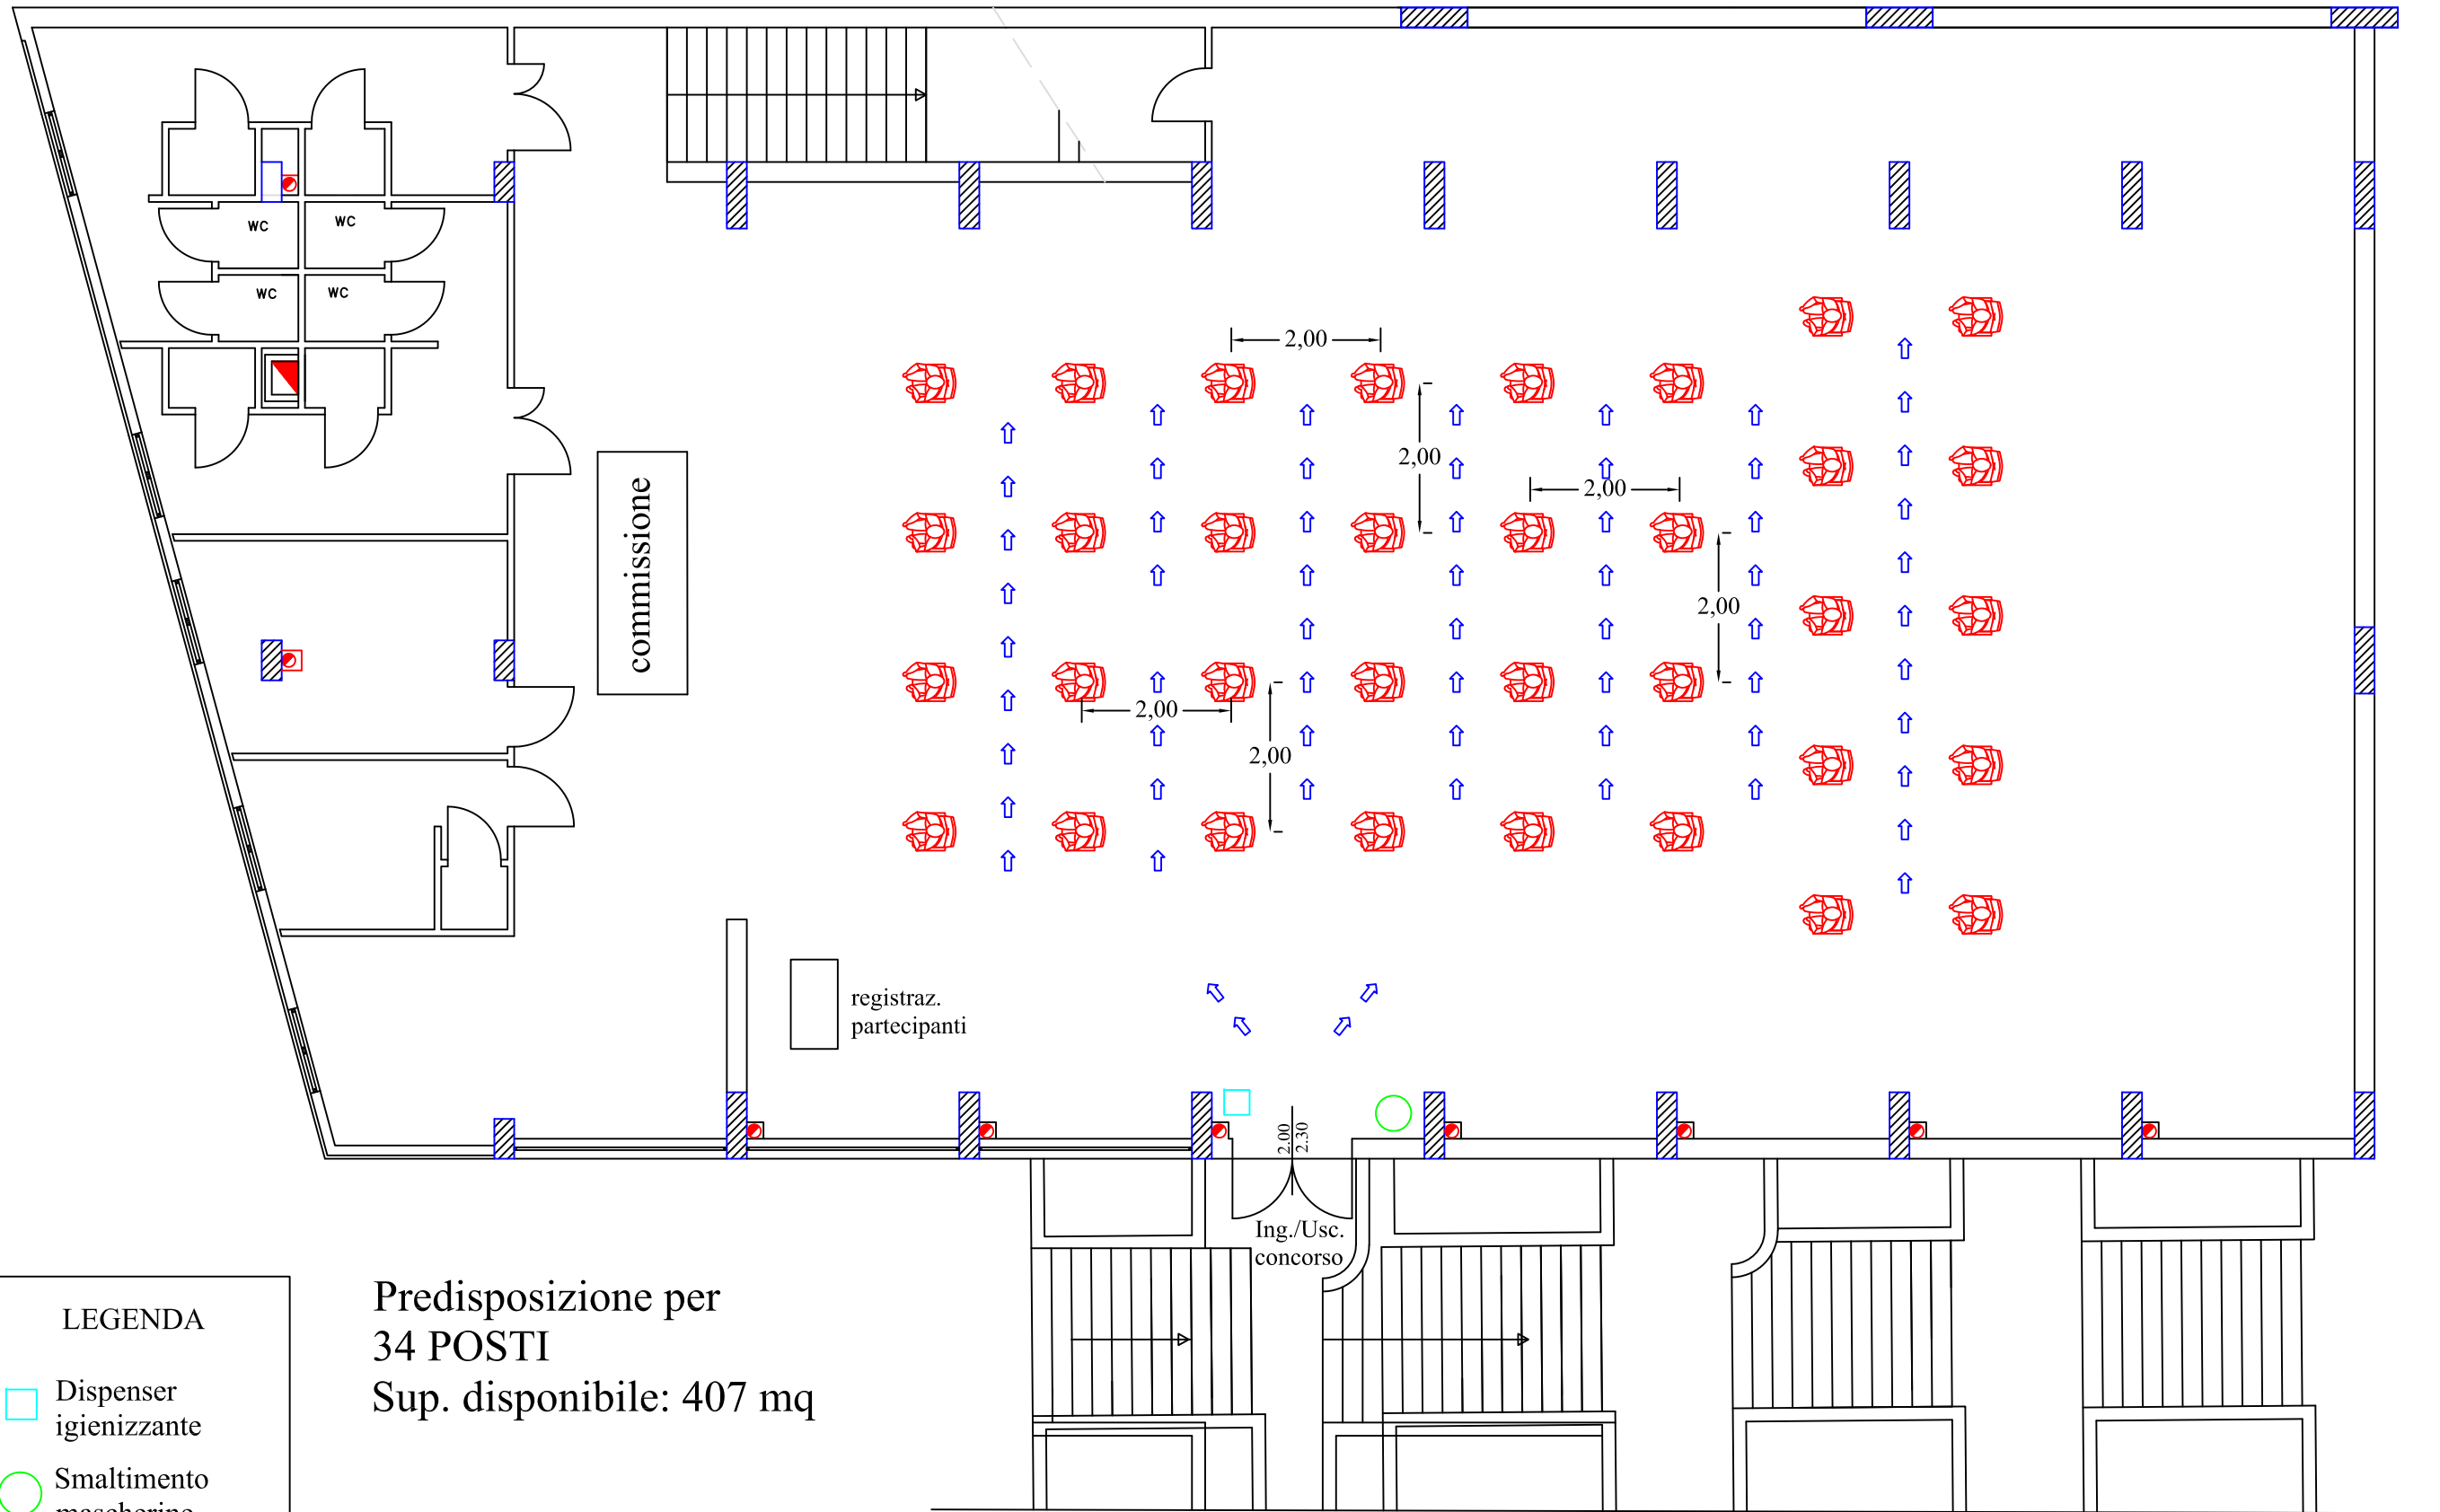 WC
WC
WC
WC
2,00
2,00
2,00
commissione
2,00
2,00
2,00
registraz.
partecipanti
2.00
2.30
Ing./Usc.
concorso
LEGENDA
Dispenser
igienizzante
Smaltimento
mascherine
Predisposizione per
34 POSTI
Sup. disponibile: 407 mq